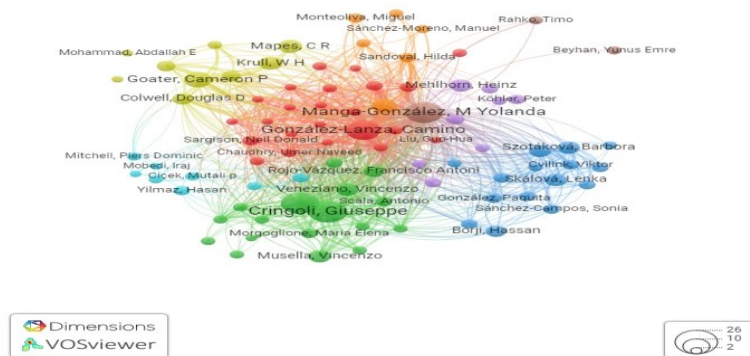 Monteoliva, Miguel
Rahko, Timo
Sánchez-Moreno, Manuel
Mapes, C R
Mohammad, Abdallah E
Beyhan, Yunus Emre
Sandoval, Hilda
Krull, W H
Goater, Cameron P
Mehlhorn, Heinz
Colwell, Douglas D
Köhler, Peter
Manga-González, M Yolanda
González-Lanza, Camino
Sargison, Neil Donald
Liu, Guo-Hua
Szotáková, Barbora
Chaudhry, Umer Naveed
Mitchell, Piers Dominic
Mobedi, Iraj
Cvilink, Viktor
Rojo-Vázquez, Francisco Antoni
Çiçek, Mutalip
Skálová, Lenka
Yilmaz, Hasan
Veneziano, Vincenzo
Scala, Antonio
González, Paquita
Cringoli, Giuseppe
Sánchez-Campos, Sonia
Morgoglione, Maria Elena
Borji, Hassan
Musella, Vincenzo
Dimensions
VOSviewer
26
10
2